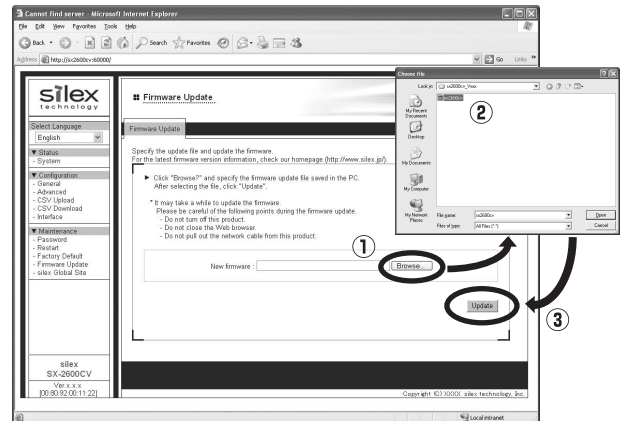 Cannot find server - Microsoft Internet Explorer
File Edit View Favorites Tools Help
Back Search Favorites
Address http://sx2600cv:60000/ Go Links »
silex
technology
Select Language
English
▼ Status
- System
▼ Configuration
- General
- Advanced
- CSV Upload
- CSV Download
- Interface
▼ Maintenance
- Password
- Restart
- Factory Default
- Firmware Update
- silex Global Site
silex
SX-2600CV
Ver.x.x.x
[00:80:92:00:11:22]
Firmware Update
Firmware Update
Specify the update file and update the firmware.
For the latest firmware version information, check our homepage (http://www.silex.jp/).
► Click "Browse?" and specify the firmware update file saved in the PC.
After selecting the file, click "Update".
* It may take a while to update the firmware.
Please be careful of the following points during the firmware update.
- Do not turn off this product.
- Do not close the Web browser.
- Do not pull out the network cable from this product.
①
New firmware : Browse...
Update
③
Copyright (C) XXXX silex technology, Inc.
Local intranet
Choose file
Look in: sx2600cv_Vxxx
sx2600cv
②
My Recent
Documents
Desktop
My Documents
My Computer
My Network
Places
File name: sx2600cv Open
Files of type: All Files (*.*) Cancel